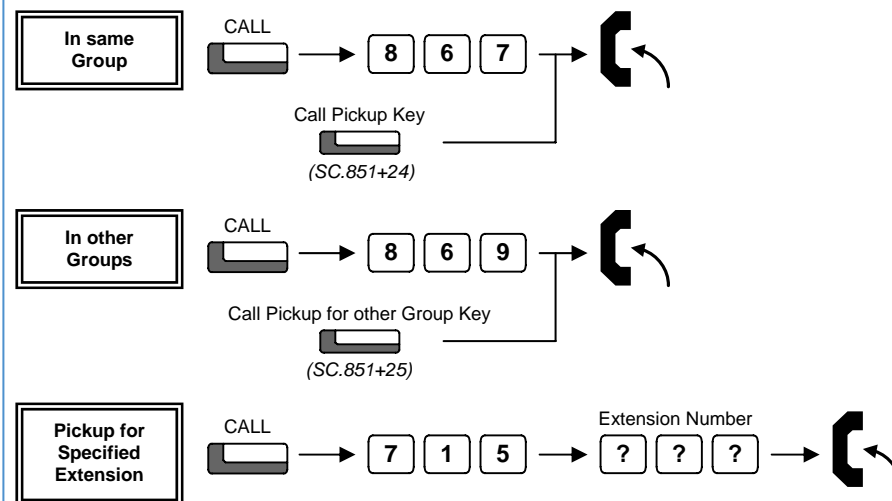 In same
Group
CALL
8 6 7
Call Pickup Key
(SC.851+24)
In other
Groups
CALL
8 6 9
Call Pickup for other Group Key
(SC.851+25)
Pickup for
Specified
Extension
CALL
7 1 5
Extension Number
? ? ?